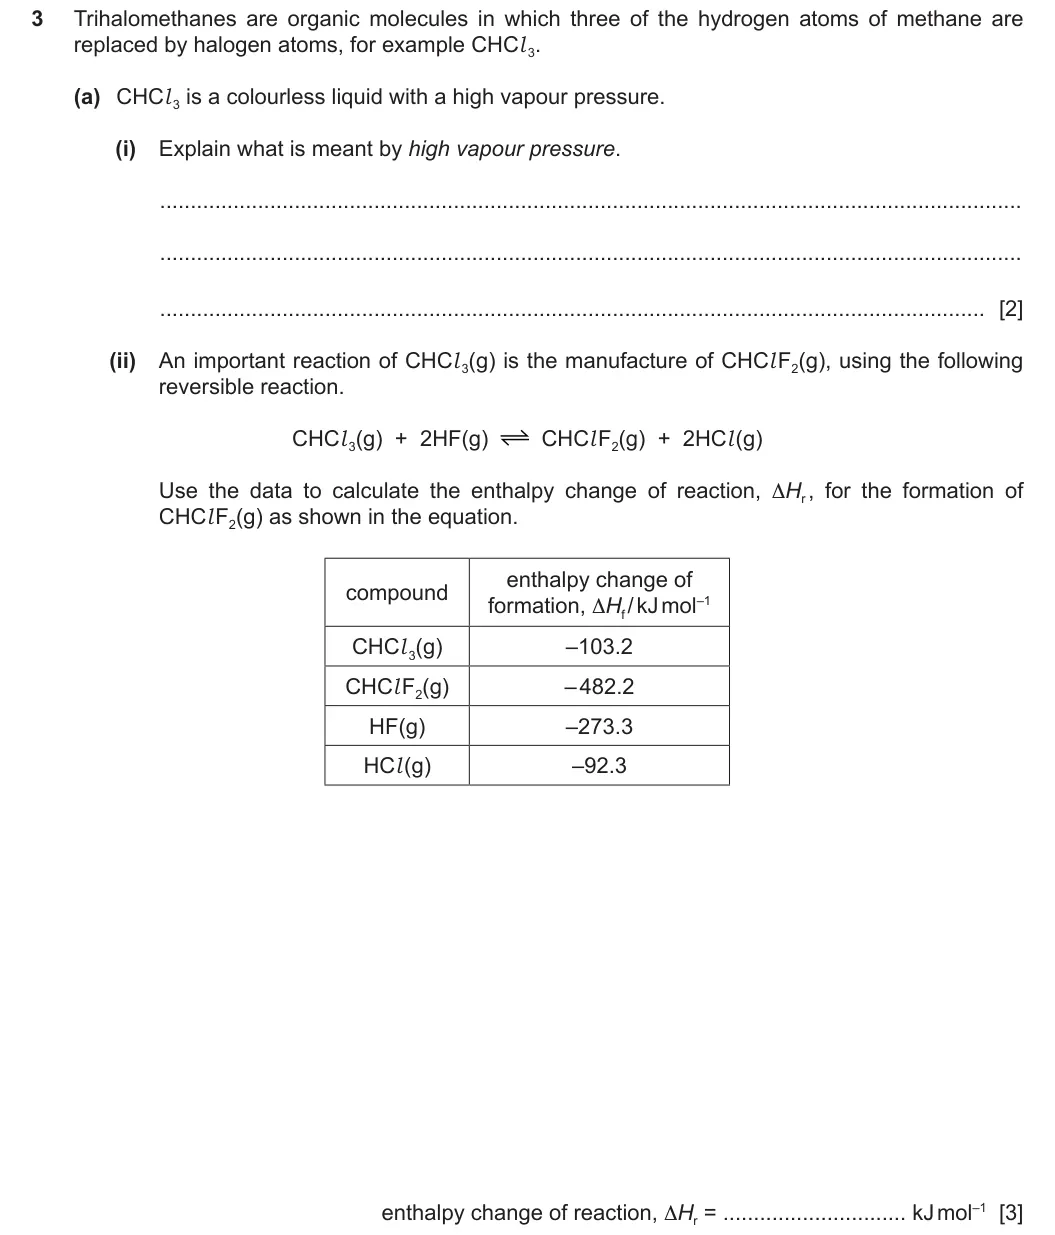 3 Trihalomethanes are organic molecules in which three of the hydrogen atoms of methane are
replaced by halogen atoms, for example CHCl₃.
(a) CHCl₃ is a colourless liquid with a high vapour pressure.
(i) Explain what is meant by high vapour pressure.
.............................................................................................................................................
.............................................................................................................................................
....................................................................................................................................... [2]
(ii) An important reaction of CHCl₃(g) is the manufacture of CHClF₂(g), using the following
reversible reaction.
CHCl₃(g) + 2HF(g) ⇌ CHClF₂(g) + 2HCl(g)
Use the data to calculate the enthalpy change of reaction, ΔHᵣ, for the formation of
CHClF₂(g) as shown in the equation.
compound
enthalpy change of
formation, ΔH_f/kJ mol⁻¹
CHCl₃(g) –103.2
CHClF₂(g) –482.2
HF(g) –273.3
HCl(g) –92.3
enthalpy change of reaction, ΔHᵣ = .............................. kJ mol⁻¹ [3]